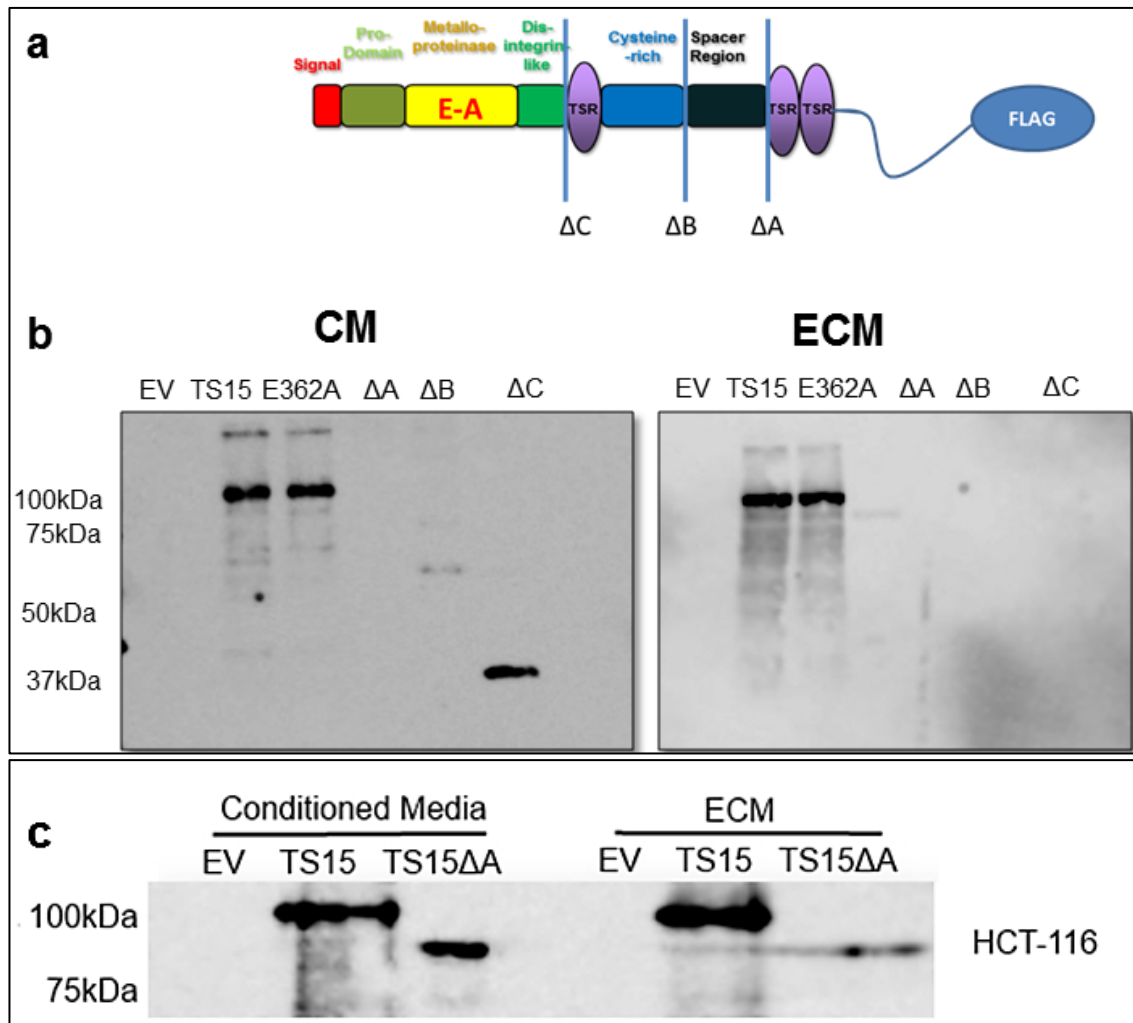 a
Signal
Pro-
Domain
Metallo-
proteinase
Dis-
integrin-
like
Cysteine
-rich
Spacer
Region
E-A
TSR
TSR
TSR
FLAG
ΔC
ΔB
ΔA
b
CM
ECM
EV TS15 E362A ΔA ΔB ΔC
EV TS15 E362A ΔA ΔB ΔC
100kDa
75kDa
50kDa
37kDa
c
Conditioned Media
ECM
EV TS15 TS15ΔA
EV TS15 TS15ΔA
100kDa
75kDa
HCT-116